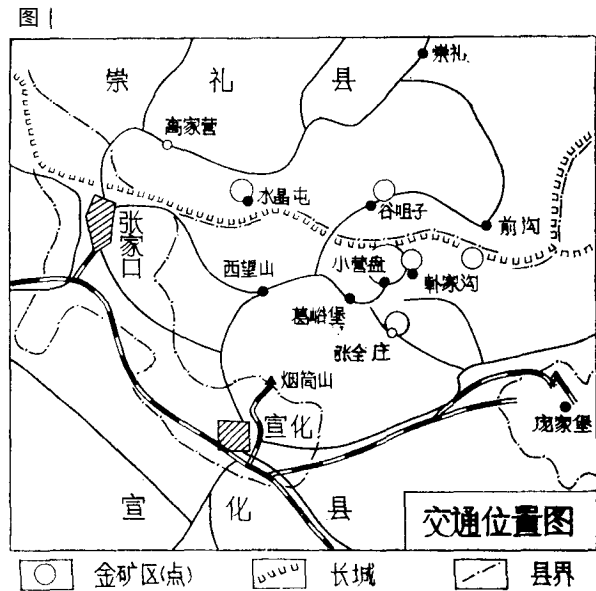 图1
崇礼
崇礼县
高家营
水晶屯
谷咀子
前沟
张家口
西望山
小营盘
韩家沟
葛峪堡
张全庄
烟筒山
宣化
庞家堡
宣化县
交通位置图
金矿区(点)
长城
县界